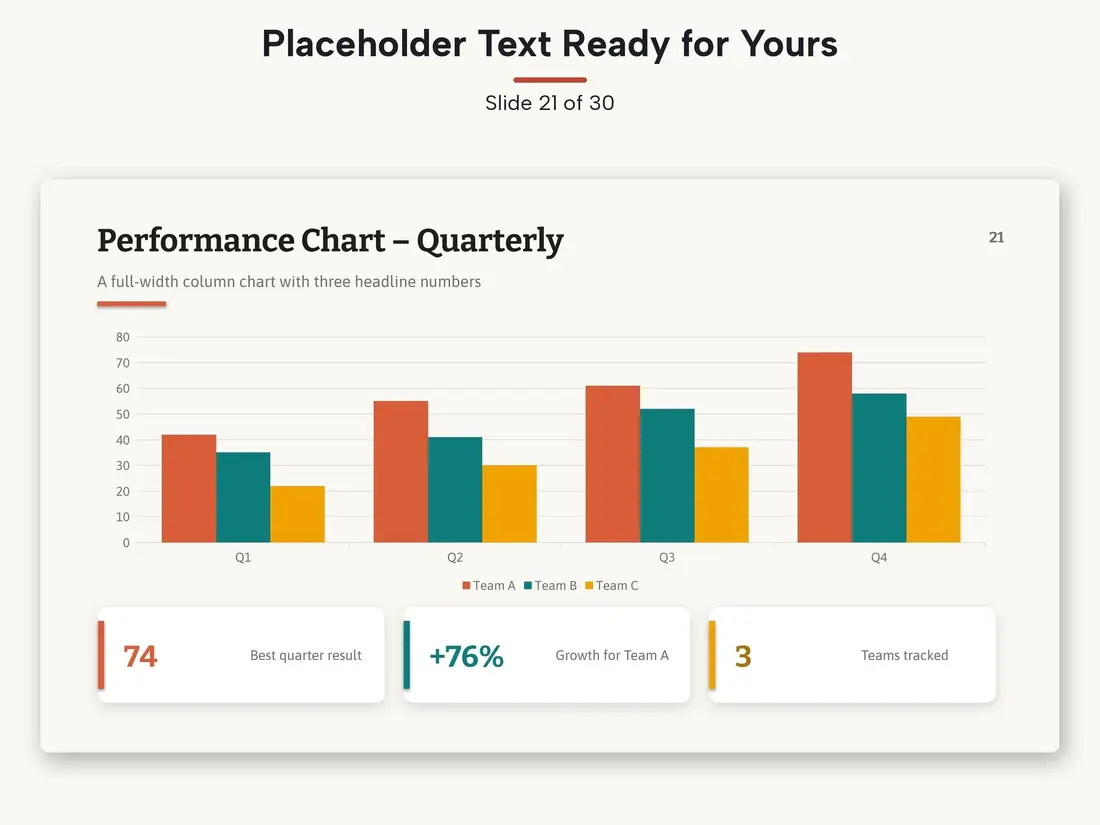 Placeholder Text Ready for Yours
Slide 21 of 30
Performance Chart – Quarterly
21
A full-width column chart with three headline numbers
80
70
60
50
40
30
20
10
0
Q1 Q2 Q3 Q4
Team A Team B Team C
74 Best quarter result
+76% Growth for Team A
3 Teams tracked